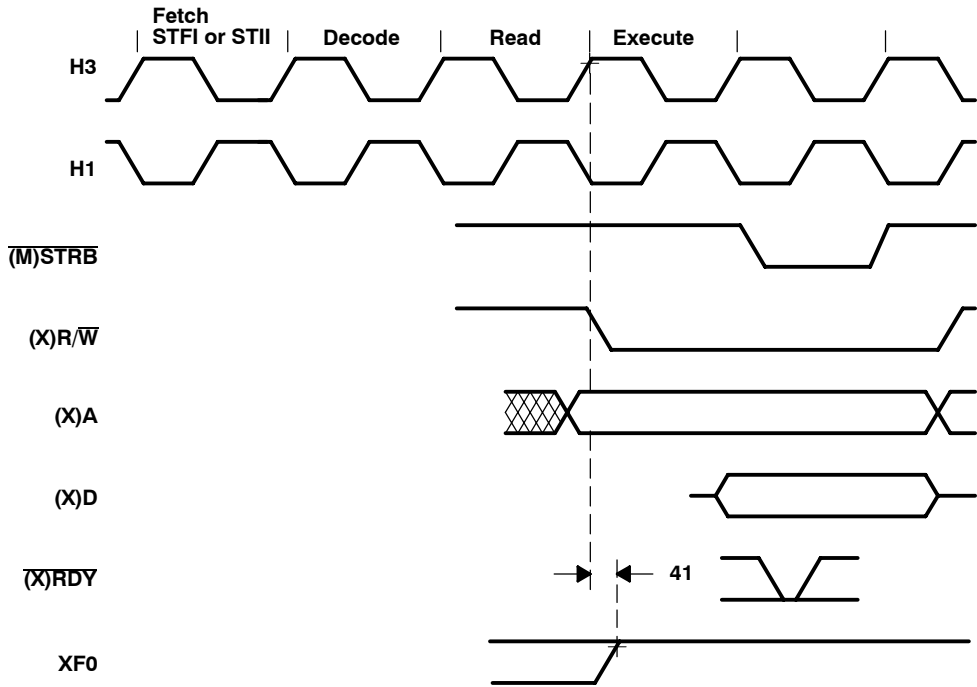 Fetch
STFI or STII
Decode
Read
Execute
H3
H1
(M)STRB
(X)R/W
(X)A
(X)D
(X)RDY
41
XF0